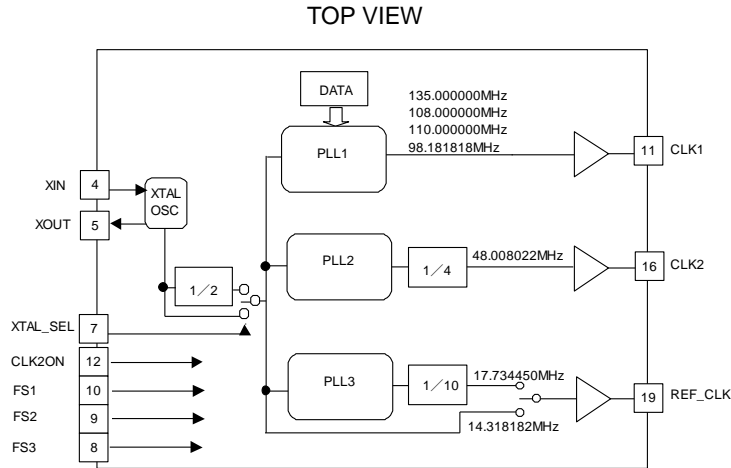 TOP VIEW
DATA
135.000000MHz
108.000000MHz
110.000000MHz
98.181818MHz
PLL1
11 CLK1
XIN 4
XTAL
OSC
XOUT 5
PLL2
1/4
48.008022MHz
16 CLK2
1/2
XTAL_SEL 7
CLK2ON 12
FS1 10
FS2 9
FS3 8
PLL3
1/10
17.734450MHz
14.318182MHz
19 REF_CLK